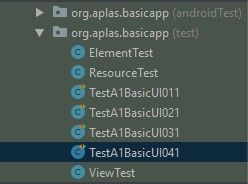 org.aplas.basicapp (androidTest)
org.aplas.basicapp (test)
ElementTest
ResourceTest
TestA1BasicUI011
TestA1BasicUI021
TestA1BasicUI031
TestA1BasicUI041
ViewTest